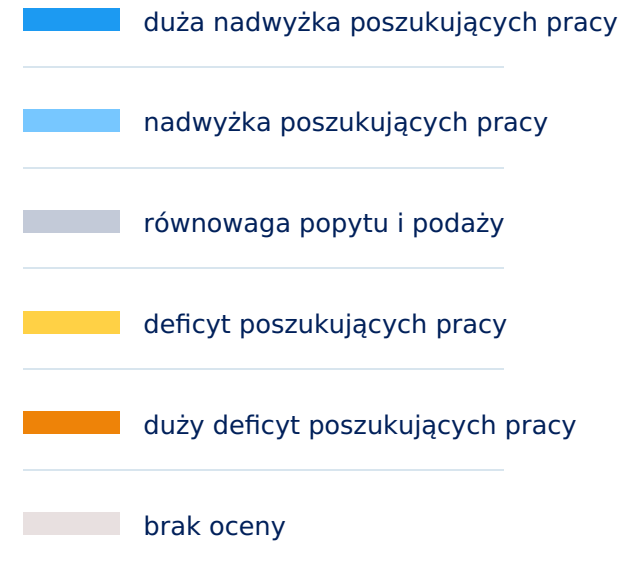 duża nadwyżka poszukujących pracy
nadwyżka poszukujących pracy
równowaga popytu i podaży
deficyt poszukujących pracy
duży deficyt poszukujących pracy
brak oceny